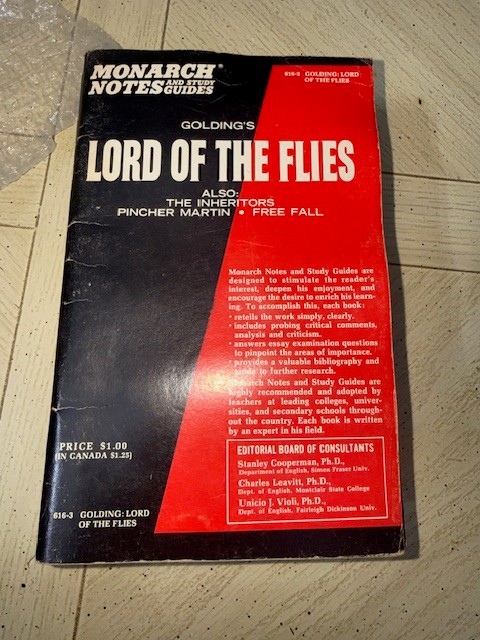 MONARCH®
NOTES AND STUDY GUIDES
616-3 GOLDING: LORD
OF THE FLIES
GOLDING'S
LORD OF THE FLIES
ALSO:
THE INHERITORS
PINCHER MARTIN • FREE FALL
Monarch Notes and Study Guides are
designed to stimulate the reader's
interest, deepen his enjoyment, and
encourage the desire to enrich his learn-
ing. To accomplish this, each book:
• retells the work simply, clearly.
• includes probing critical comments,
analysis and criticism.
• answers essay examination questions
to pinpoint the areas of importance.
provides a valuable bibliography and
guide to further research.
Monarch Notes and Study Guides are
highly recommended and adopted by
teachers at leading colleges, univer-
sities, and secondary schools through-
out the country. Each book is written
by an expert in his field.
PRICE $1.00
(IN CANADA $1.25)
EDITORIAL BOARD OF CONSULTANTS
Stanley Cooperman, Ph.D.,
Department of English, Simon Fraser Univ.
Charles Leavitt, Ph.D.,
Dept. of English, Montclair State College
Unicio J. Violi, Ph.D.,
Dept. of English, Fairleigh Dickinson Univ.
616-3 GOLDING: LORD
OF THE FLIES